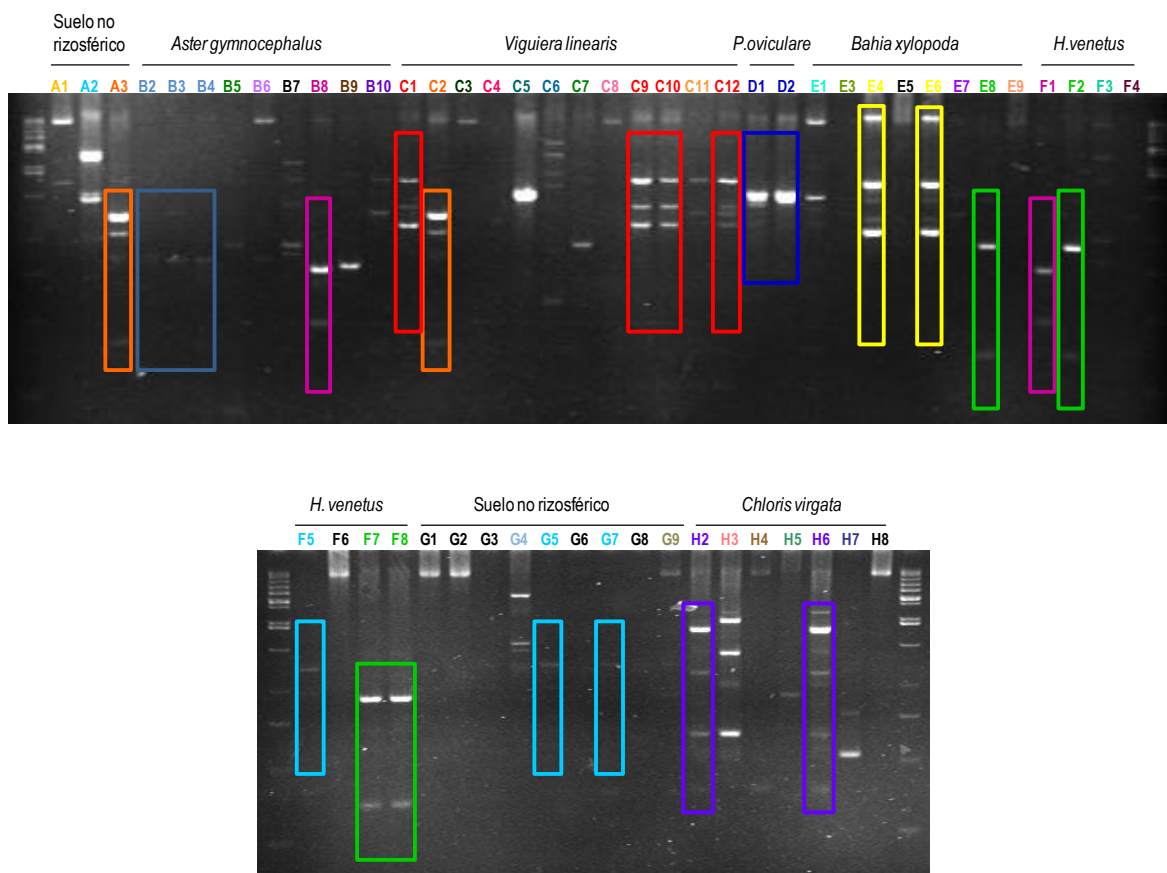 Suelo no
rizosférico
Aster gymnocephalus
Viguiera linearis
P.oviculare
Bahia xylopoda
H.venetus
A1 A2 A3 B2 B3 B4 B5 B6 B7 B8 B9 B10 C1 C2 C3 C4 C5 C6 C7 C8 C9 C10 C11 C12 D1 D2 E1 E3 E4 E5 E6 E7 E8 E9 F1 F2 F3 F4
H. venetus
Suelo no rizosférico
Chloris virgata
F5 F6 F7 F8 G1 G2 G3 G4 G5 G6 G7 G8 G9 H2 H3 H4 H5 H6 H7 H8